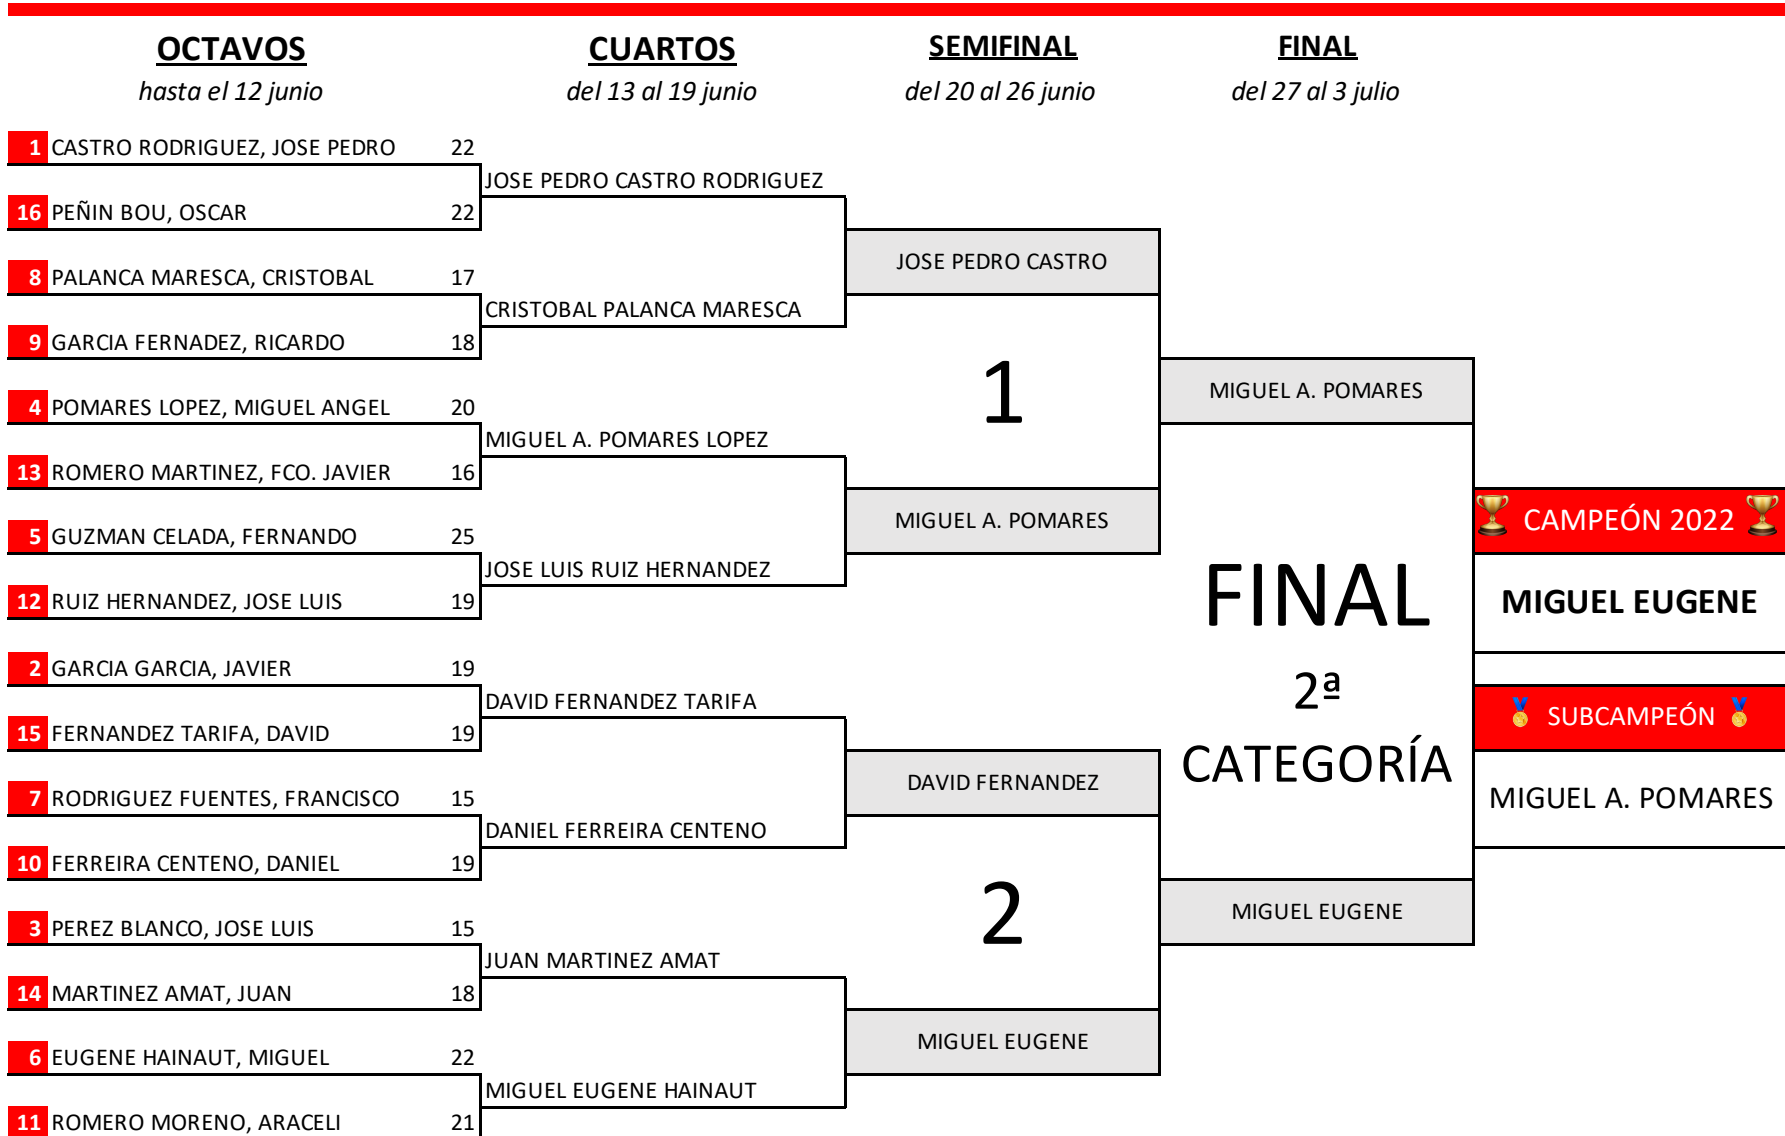 OCTAVOS
hasta el 12 junio
CUARTOS
del 13 al 19 junio
SEMIFINAL
del 20 al 26 junio
FINAL
del 27 al 3 julio
1 CASTRO RODRIGUEZ, JOSE PEDRO 22
16 PEÑIN BOU, OSCAR 22
8 PALANCA MARESCA, CRISTOBAL 17
9 GARCIA FERNADEZ, RICARDO 18
4 POMARES LOPEZ, MIGUEL ANGEL 20
13 ROMERO MARTINEZ, FCO. JAVIER 16
5 GUZMAN CELADA, FERNANDO 25
12 RUIZ HERNANDEZ, JOSE LUIS 19
2 GARCIA GARCIA, JAVIER 19
15 FERNANDEZ TARIFA, DAVID 19
7 RODRIGUEZ FUENTES, FRANCISCO 15
10 FERREIRA CENTENO, DANIEL 19
3 PEREZ BLANCO, JOSE LUIS 15
14 MARTINEZ AMAT, JUAN 18
6 EUGENE HAINAUT, MIGUEL 22
11 ROMERO MORENO, ARACELI 21
JOSE PEDRO CASTRO RODRIGUEZ
CRISTOBAL PALANCA MARESCA
MIGUEL A. POMARES LOPEZ
JOSE LUIS RUIZ HERNANDEZ
DAVID FERNANDEZ TARIFA
DANIEL FERREIRA CENTENO
JUAN MARTINEZ AMAT
MIGUEL EUGENE HAINAUT
JOSE PEDRO CASTRO
1
MIGUEL A. POMARES
DAVID FERNANDEZ
2
MIGUEL EUGENE
MIGUEL A. POMARES
FINAL
2ª
CATEGORÍA
MIGUEL EUGENE
🏆 CAMPEÓN 2022 🏆
MIGUEL EUGENE
🏅 SUBCAMPEÓN 🏅
MIGUEL A. POMARES